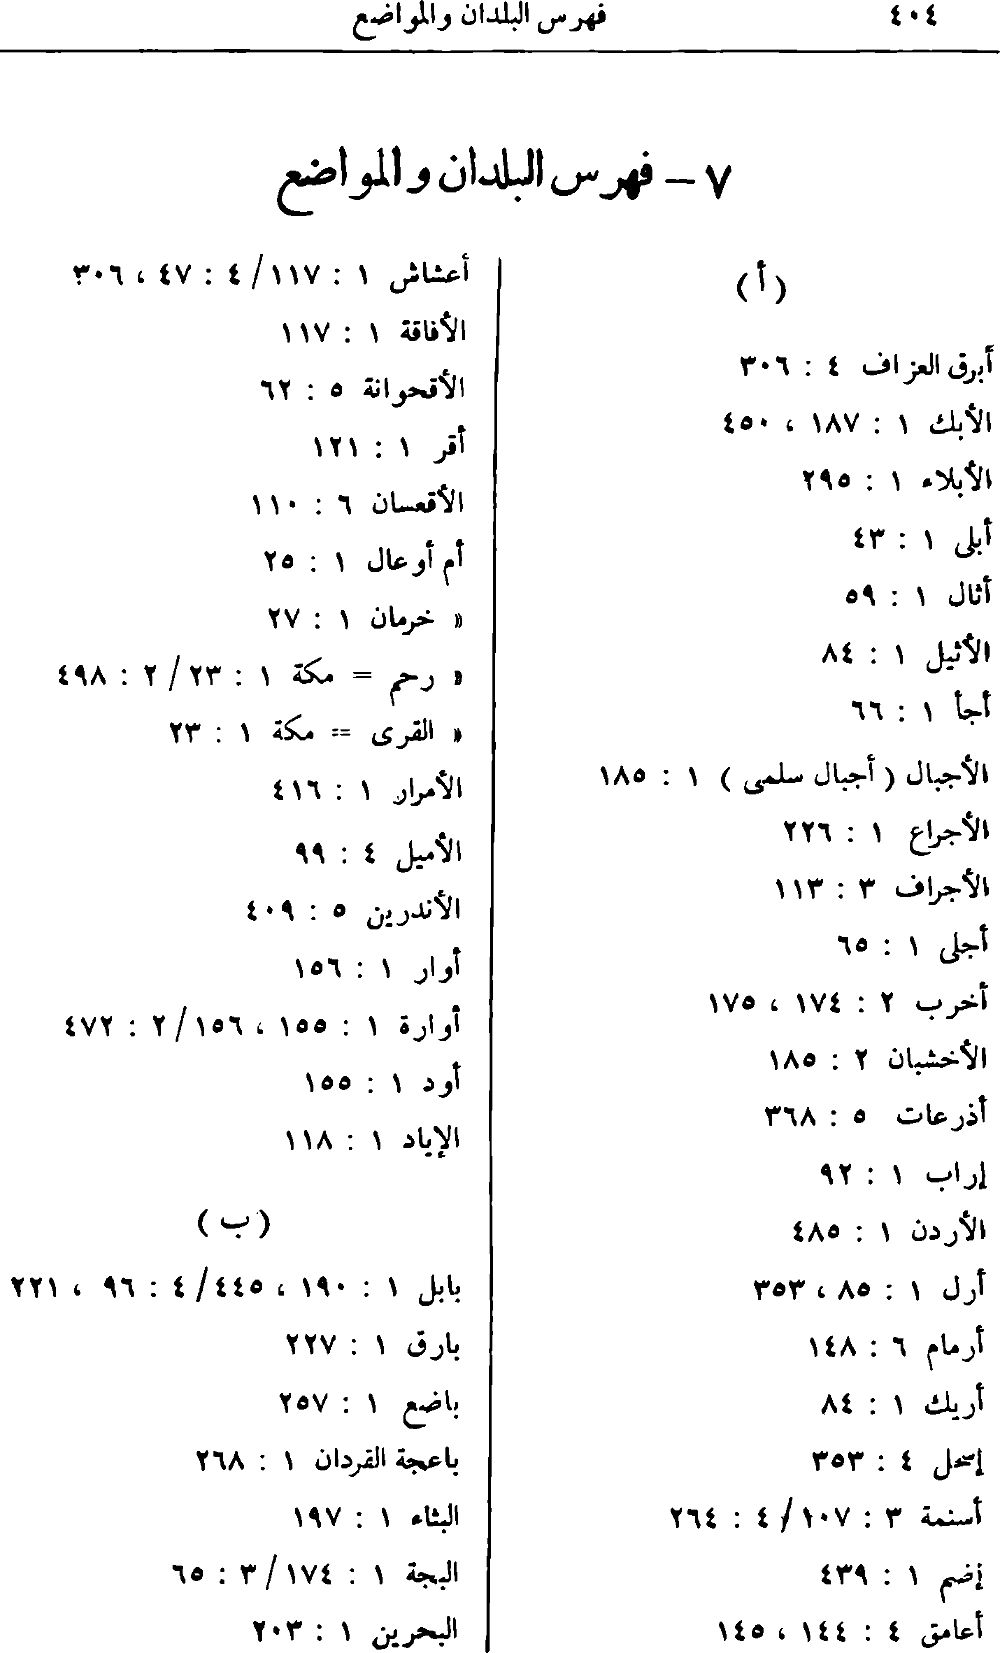 ٤٠٤ فهرس البلدان والمواضع
٧ – فهرس البلدان والمواضع
( أ )
أبرق العزاف ٤ : ٣٠٦
الأبك ١ : ١٨٧ ، ٤٥٠
الأبلاء ١ : ٢٩٥
أبلى ١ : ٤٣
أثال ١ : ٥٩
الأثيل ١ : ٨٤
أجأ ١ : ٦٦
الأجبال ( أجبال سلمى ) ١ : ١٨٥
الأجراع ١ : ٢٢٦
الأجراف ٣ : ١١٣
أجلى ١ : ٦٥
أخرب ٢ : ١٧٤ ، ١٧٥
الأخشبان ٢ : ١٨٥
أذرعات ٥ : ٣٦٨
إراب ١ : ٩٢
الأردن ١ : ٤٨٥
أرل ١ : ٨٥ ، ٣٥٣
أرمام ٦ : ١٤٨
أريك ١ : ٨٤
إسحل ٤ : ٣٥٣
أسنمة ٣ : ١٠٧/ ٤ : ٢٦٤
إضم ١ : ٤٣٩
أعامق ٤ : ١٤٤ ، ١٤٥
أعشاش ١ : ١١٧/ ٤ : ٤٧ ، ٣٠٦
الأفاقة ١ : ١١٧
الأقحوانة ٥ : ٦٢
أقر ١ : ١٢١
الأقعسان ٦ : ١١٠
أم أوعال ١ : ٢٥
« خرمان ١ : ٢٧
« رحم = مكة ١ : ٢٣/ ٢ : ٤٩٨
« القرى = مكة ١ : ٢٣
الأمرار ١ : ٤١٦
الأميل ٤ : ٩٩
الأندرين ٥ : ٤٠٩
أوار ١ : ١٥٦
أوارة ١ : ١٥٥ ، ١٥٦/ ٢ : ٤٧٢
أود ١ : ١٥٥
الإياد ١ : ١١٨
( ب )
بابل ١ : ١٩٠ ، ٤٤٥/ ٤ : ٩٦ ، ٢٢١
بارق ١ : ٢٢٧
باضع ١ : ٢٥٧
باعجة القردان ١ : ٢٦٨
البثاء ١ : ١٩٧
البجة ١ : ١٧٤/ ٣ : ٦٥
البحرين ١ : ٢٠٣